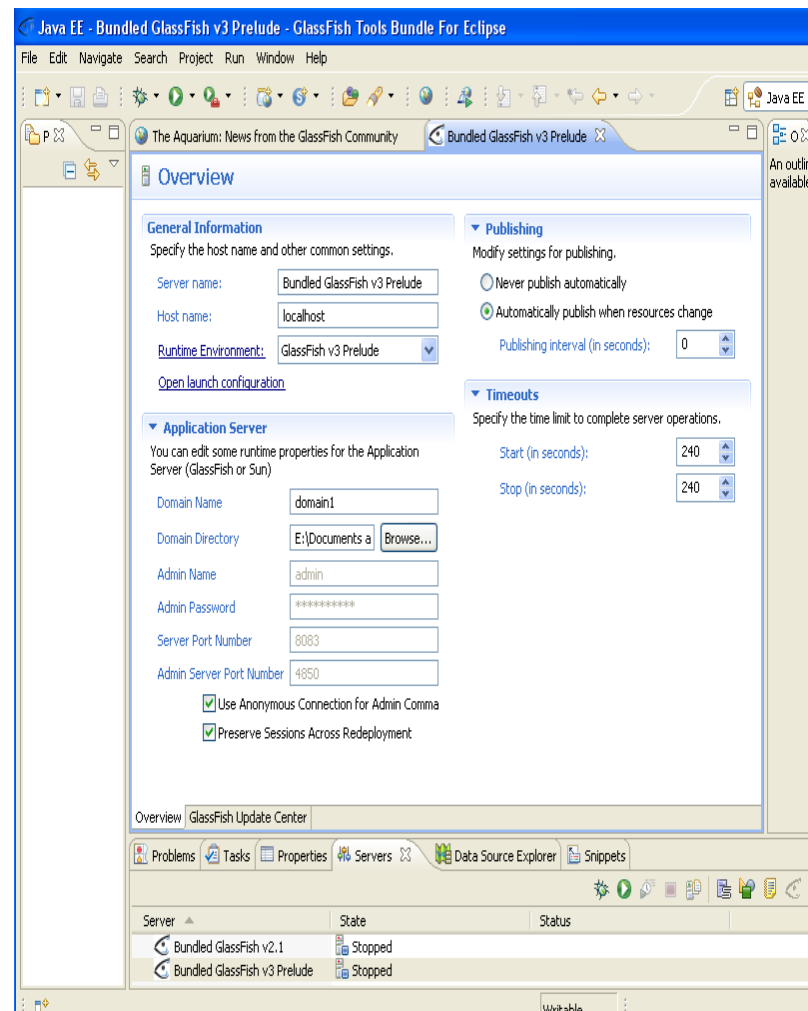 Java EE - Bundled GlassFish v3 Prelude - GlassFish Tools Bundle For Eclipse
File Edit Navigate Search Project Run Window Help
Java EE
P
The Aquarium: News from the GlassFish Community
Bundled GlassFish v3 Prelude
O
An outlin
available
Overview
General Information
Specify the host name and other common settings.
Server name: Bundled GlassFish v3 Prelude
Host name: localhost
Runtime Environment: GlassFish v3 Prelude
Open launch configuration
Application Server
You can edit some runtime properties for the Application
Server (GlassFish or Sun)
Domain Name domain1
Domain Directory E:\Documents a Browse...
Admin Name admin
Admin Password **********
Server Port Number 8083
Admin Server Port Number 4850
Use Anonymous Connection for Admin Comma
Preserve Sessions Across Redeployment
Publishing
Modify settings for publishing.
Never publish automatically
Automatically publish when resources change
Publishing interval (in seconds): 0
Timeouts
Specify the time limit to complete server operations.
Start (in seconds): 240
Stop (in seconds): 240
Overview GlassFish Update Center
Problems Tasks Properties Servers Data Source Explorer Snippets
Server State Status
Bundled GlassFish v2.1 Stopped
Bundled GlassFish v3 Prelude Stopped
Writable